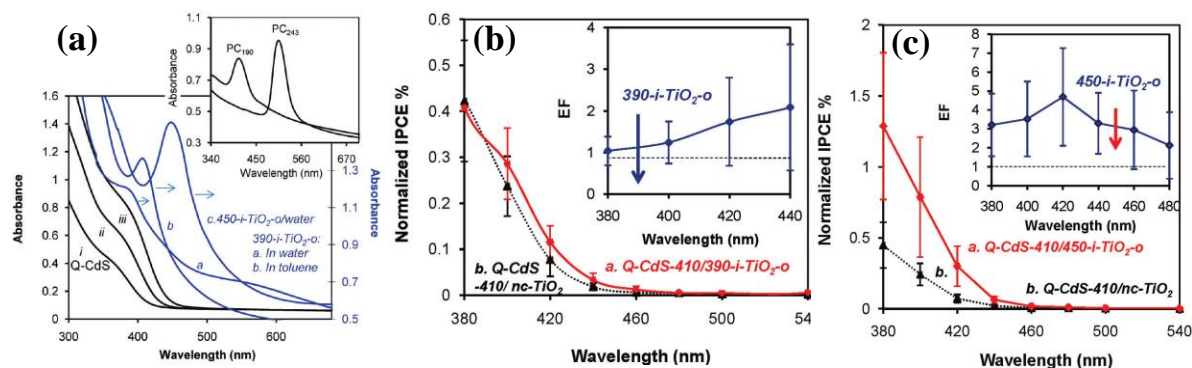 (a)
1.1
0.9
0.7
0.5
0.3
Absorbance
PC190
PC243
340 450 560 670
Wavelength (nm)
1.6
1.4
1.2
1
0.8
0.6
0.4
0.2
0
Absorbance
1.3
1.1
0.9
0.7
0.5
Absorbance
iii
ii
i
Q-CdS
b
a
c.450-i-TiO2-o/water
390-i-TiO2-o:
a. In water
b. In toluene
300 400 500 600
Wavelength (nm)
(b)
0.6
0.5
0.4
0.3
0.2
0.1
0
Normalized IPCE %
4
3
2
1
0
EF
390-i-TiO2-o
380 400 420 440
Wavelength (nm)
b. Q-CdS
-410/ nc-TiO2
a. Q-CdS-410/390-i-TiO2-o
380 420 460 500 540
Wavelength (nm)
(c)
2
1.5
1
0.5
0
Normalized IPCE %
8
7
6
5
4
3
2
1
0
EF
450-i-TiO2-o
380 400 420 440 460 480
Wavelength (nm)
a. Q-CdS-410/450-i-TiO2-o
b.
b. Q-CdS-410/nc-TiO2
380 420 460 500 540
Wavelength (nm)